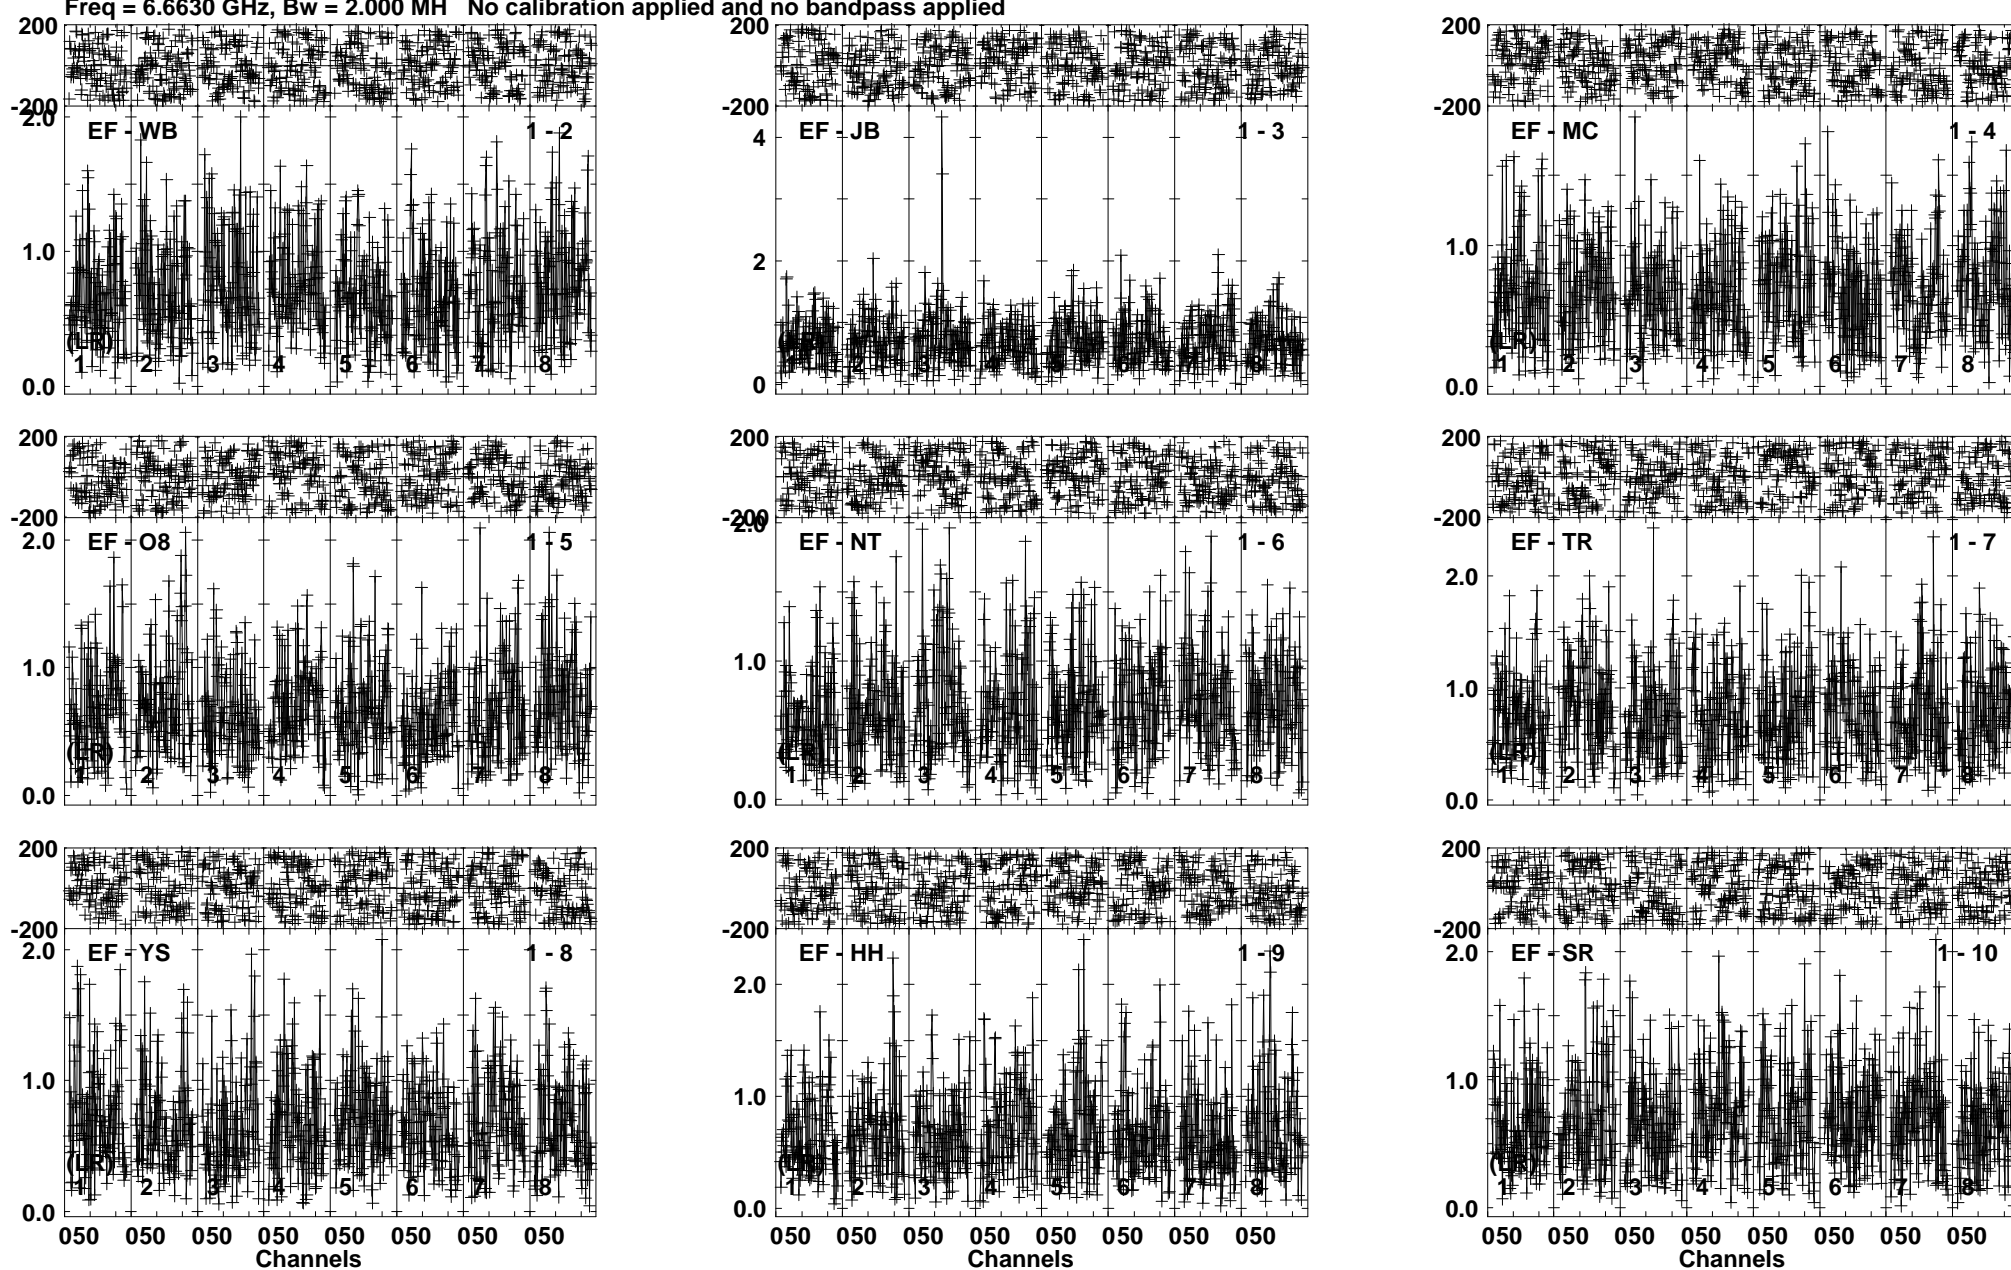 Freq = 6.6630 GHz, Bw = 2.000 MH   No calibration applied and no bandpass applied
200 200 200
-200 -200 -200
2.0
EF - WB 1 - 2 EF - JB 1 - 3 EF - MC 1 - 4
4
1.0 2 1.0
(LR) (LR)
1 2 3 4 5 6 7 8 1 2 3 4 5 6 7 8 1 2 3 4 5 6 7 8
0.0 0 0.0
200 200 200
-200 -200 -200
2.0
EF - O8 1 - 5 EF - NT 1 - 6 EF - TR 1 - 7
2.0 2.0
1.0 1.0 1.0
(LR) (LR) (LR)
1 2 3 4 5 6 7 8 1 2 3 4 5 6 7 8 1 2 3 4 5 6 7 8
0.0 0.0 0.0
200 200 200
-200 -200 -200
EF - YS 1 - 8 EF - HH 1 - 9 EF - SR 1 - 10
2.0 2.0 2.0
1.0 1.0 1.0
(LR) (LR) (LR)
1 2 3 4 5 6 7 8 1 2 3 4 5 6 7 8 1 2 3 4 5 6 7 8
0.0 0.0 0.0
050 050 050 050 050 050 050 050 050 050 050 050 050 050 050 050 050 050 050 050 050 050 050 050
Channels Channels Channels